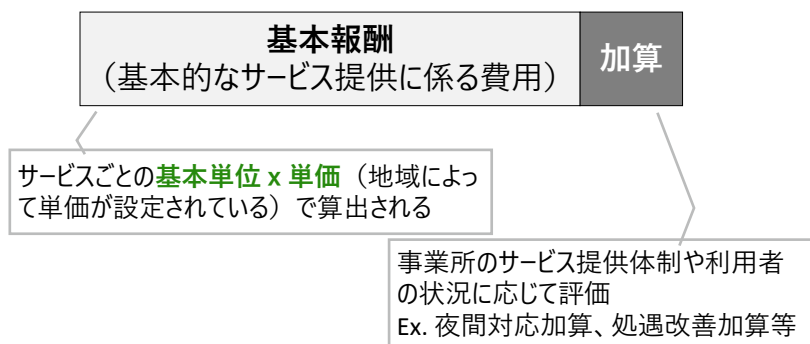 基本報酬
（基本的なサービス提供に係る費用）
加算
サービスごとの基本単位 x 単価（地域によっ
て単価が設定されている）で算出される
事業所のサービス提供体制や利用者
の状況に応じて評価
Ex. 夜間対応加算、処遇改善加算等